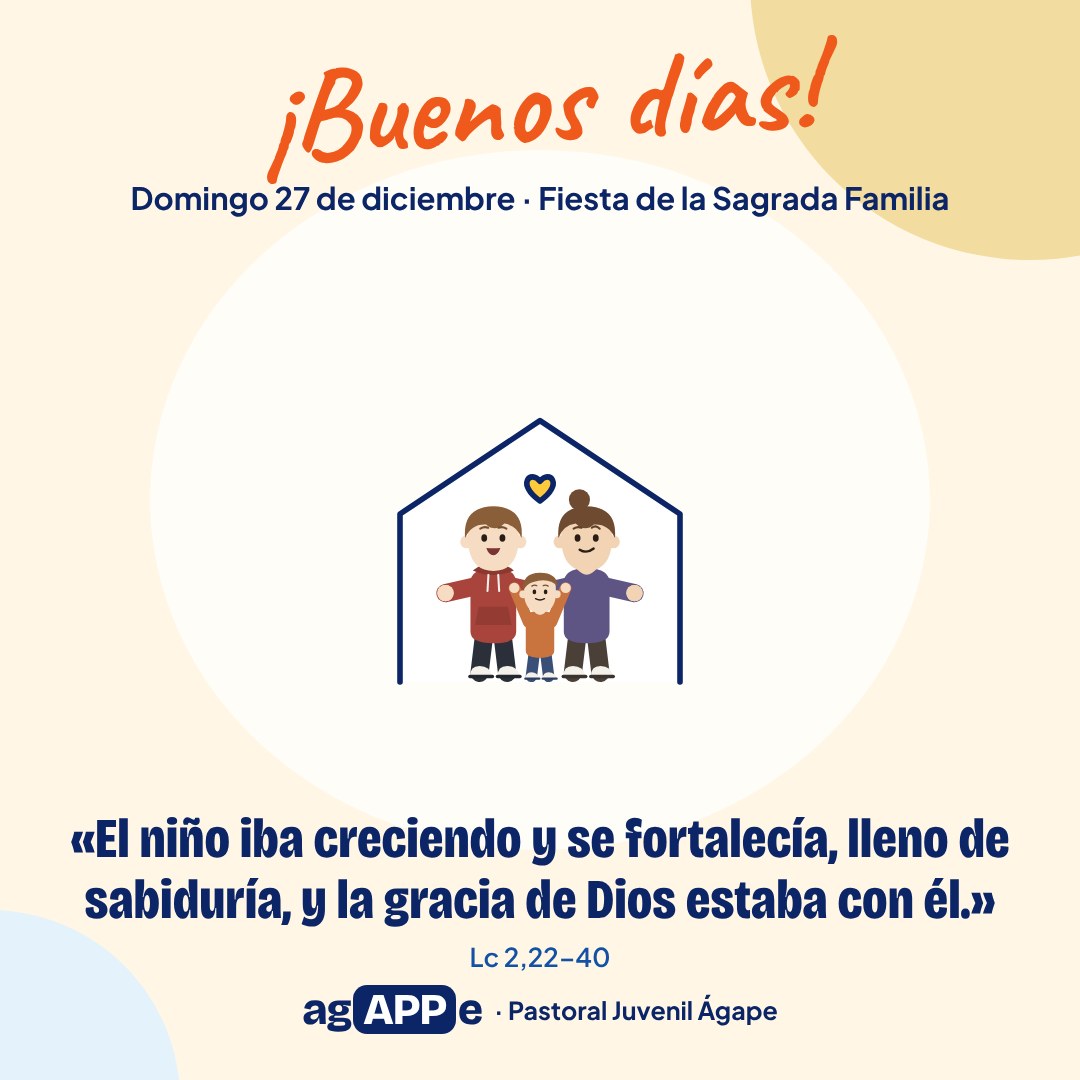 ¡Buenos días!
Domingo 27 de diciembre · Fiesta de la Sagrada Familia
«El niño iba creciendo y se fortalecía, lleno de
sabiduría, y la gracia de Dios estaba con él.»
Lc 2,22–40
agAPPe · Pastoral Juvenil Ágape